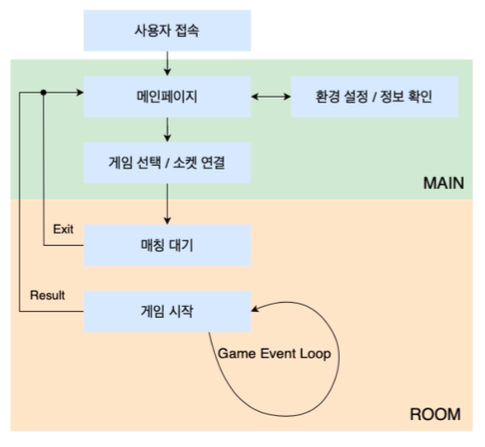 사용자 접속
메인페이지
환경 설정 / 정보 확인
게임 선택 / 소켓 연결
MAIN
Exit
매칭 대기
Result
게임 시작
Game Event Loop
ROOM